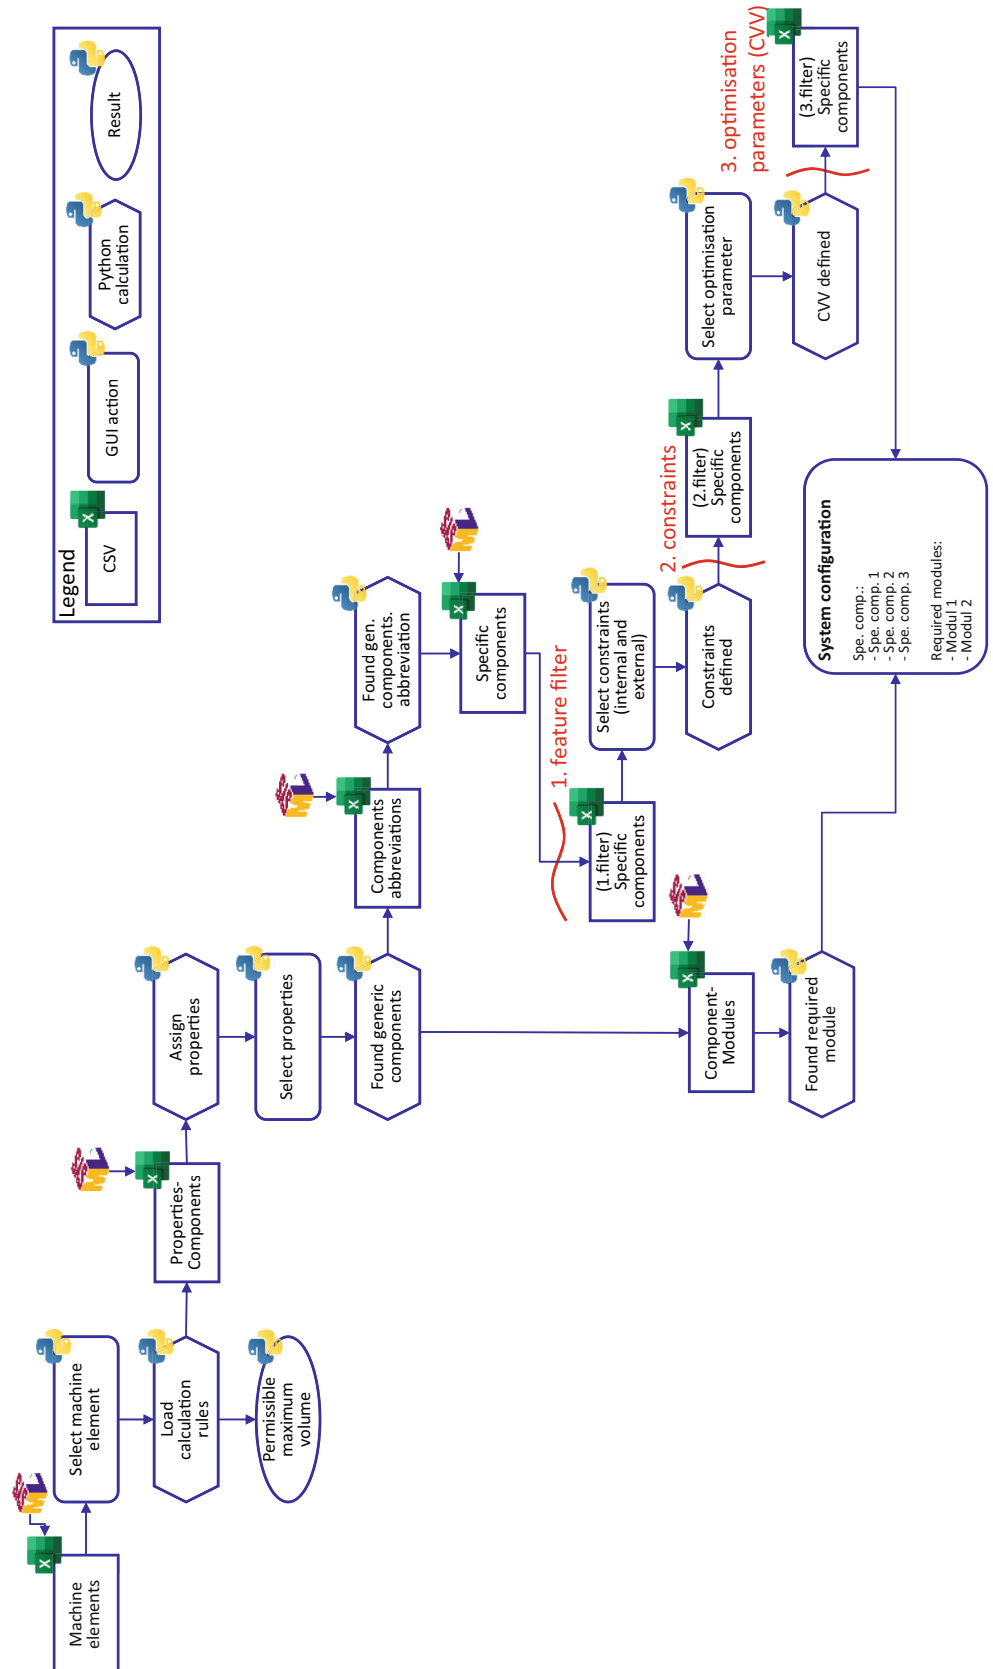 Legend
CSV
GUI action
Python
calculation
Result
Machine
elements
Select machine
element
Load
calculation
rules
Permissible
maximum
volume
Properties-
Components
Assign
properties
Select properties
Found generic
components
Components
abbreviations
Found gen.
components.
abbreviation
Specific
components
1. feature filter
(1.filter)
Specific
components
Select constraints
(internal and
external)
Constraints
defined
2. constraints
(2.filter)
Specific
components
Select optimisation
parameter
CVV defined
3. optimisation
parameters (CVV)
(3.filter)
Specific
components
Component-
Modules
Found required
module
System configuration
Spe. comp.:
- Spe. comp. 1
- Spe. comp. 2
- Spe. comp. 3
Required modules:
- Modul 1
- Modul 2